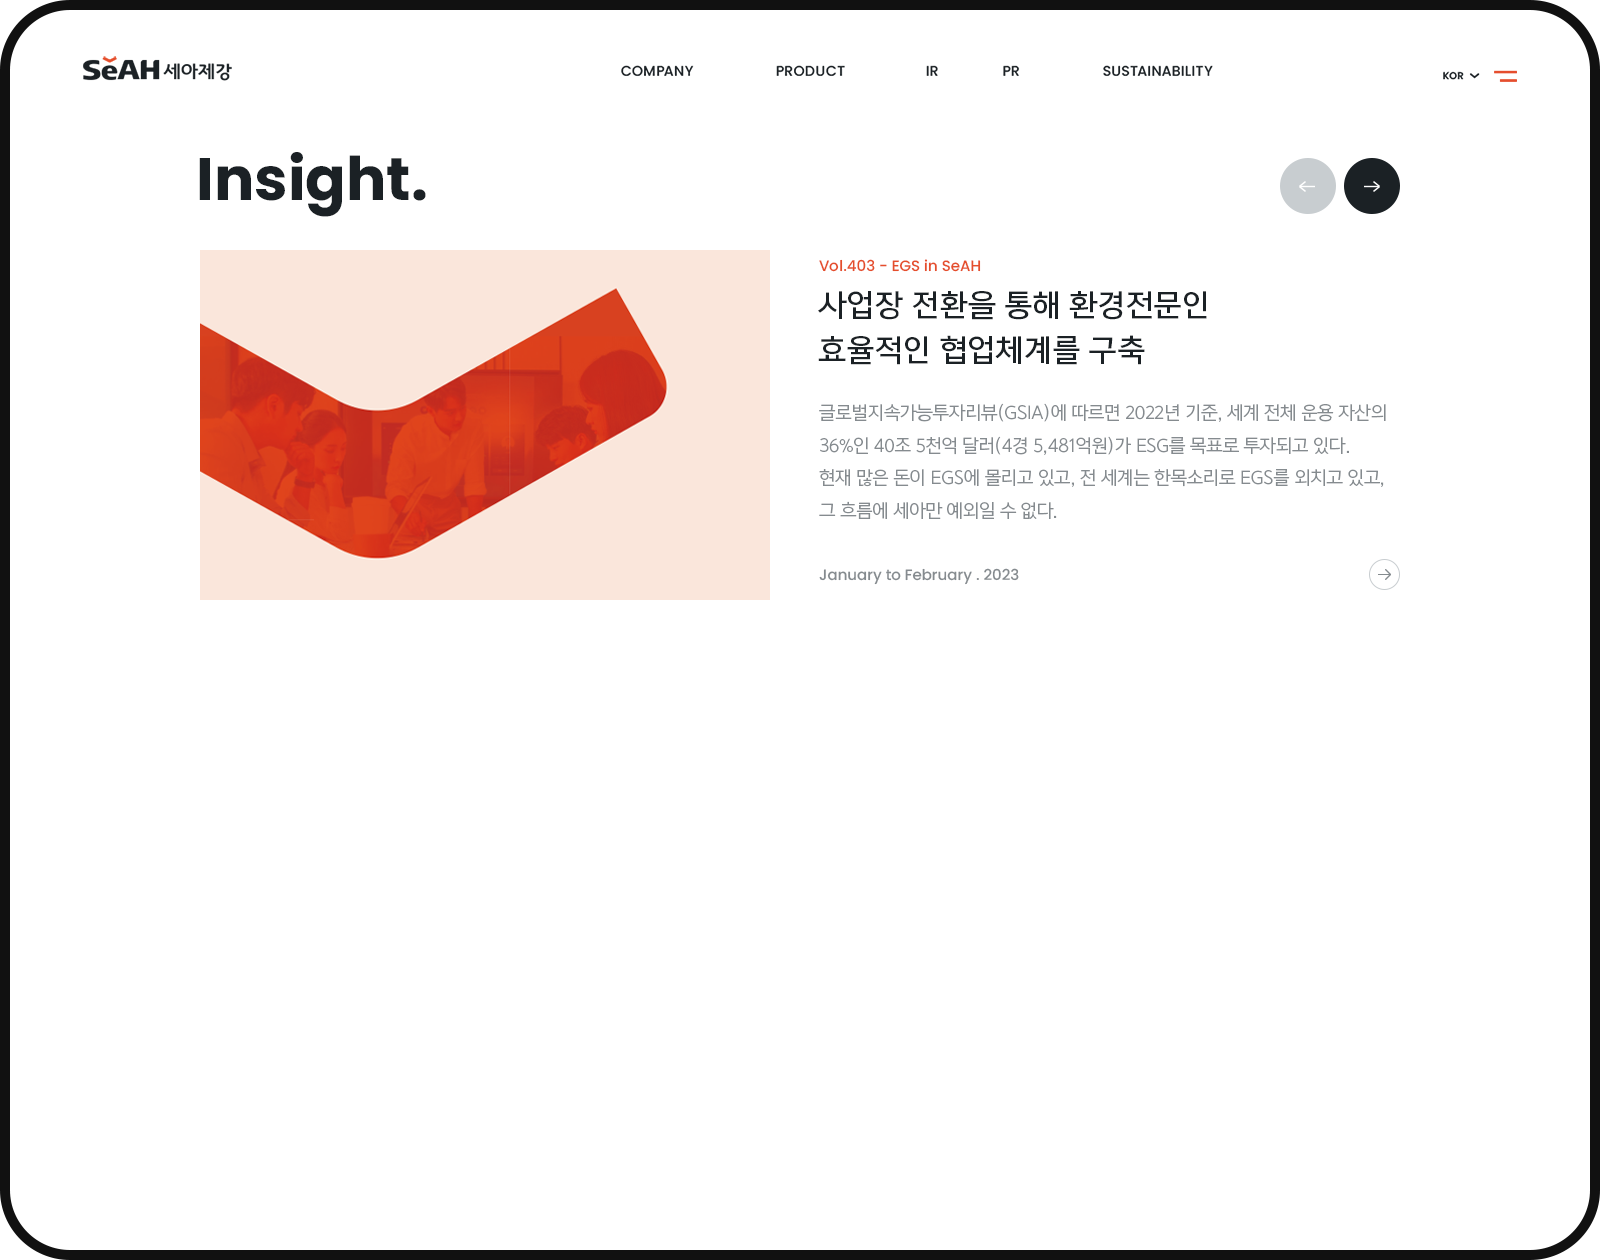 SeAH 세아제강
COMPANY
PRODUCT
IR
PR
SUSTAINABILITY
KOR
Insight.
Vol.403 - EGS in SeAH
사업장 전환을 통해 환경전문인
효율적인 협업체계를 구축
글로벌지속가능투자리뷰(GSIA)에 따르면 2022년 기준, 세계 전체 운용 자산의
36%인 40조 5천억 달러(4경 5,481억원)가 ESG를 목표로 투자되고 있다.
현재 많은 돈이 EGS에 몰리고 있고, 전 세계는 한목소리로 EGS를 외치고 있고,
그 흐름에 세아만 예외일 수 없다.
January to February . 2023